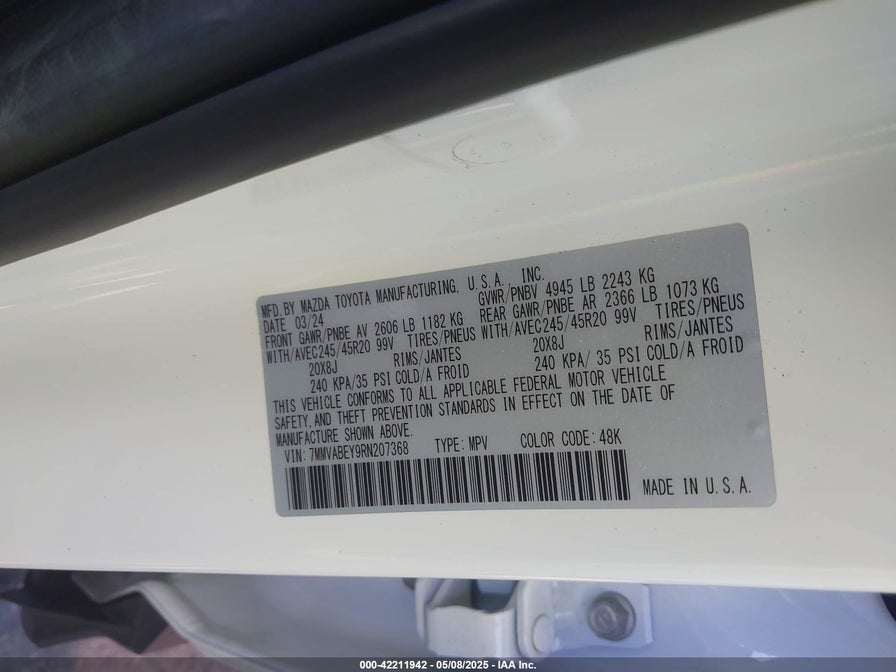 MFD. BY MAZDA TOYOTA MANUFACTURING, U.S.A. INC.
DATE 03/24 GVWR/PNBV 4945 LB 2243 KG
FRONT GAWR/PNBE AV 2606 LB 1182 KG REAR GAWR/PNBE AR 2366 LB 1073 KG
WITH/AVEC245/45R20 99V TIRES/PNEUS WITH/AVEC245/45R20 99V TIRES/PNEUS
20X8J RIMS/JANTES 20X8J RIMS/JANTES
240 KPA/35 PSI COLD/A FROID 240 KPA/ 35 PSI COLD/A FROID
THIS VEHICLE CONFORMS TO ALL APPLICABLE FEDERAL MOTOR VEHICLE
SAFETY, AND THEFT PREVENTION STANDARDS IN EFFECT ON THE DATE OF
MANUFACTURE SHOWN ABOVE.
VIN: 7MMVABEY9RN207368 TYPE: MPV COLOR CODE: 48K
MADE IN U.S.A.
000-42211942 - 05/08/2025 - IAA Inc.